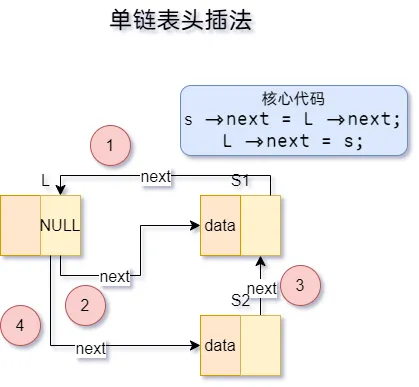 单链表头插法
核心代码
s ->next = L ->next;
L ->next = s;
1
L
next
S1
NULL
data
next
2
3
next
S2
4
next
data